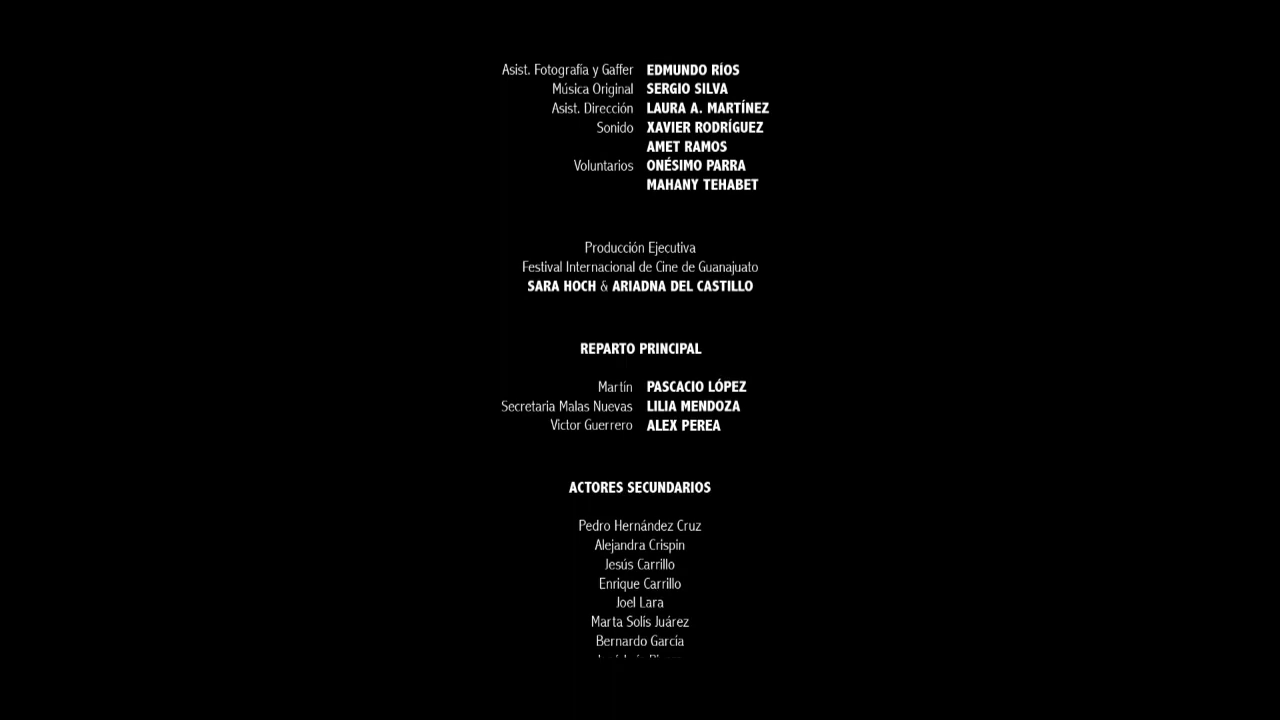 Asist. Fotografía y Gaffer EDMUNDO RÍOS
Música Original SERGIO SILVA
Asist. Dirección LAURA A. MARTÍNEZ
Sonido XAVIER RODRÍGUEZ
AMET RAMOS
Voluntarios ONÉSIMO PARRA
MAHANY TEHABET
Producción Ejecutiva
Festival Internacional de Cine de Guanajuato
SARA HOCH & ARIADNA DEL CASTILLO
REPARTO PRINCIPAL
Martín PASCACIO LÓPEZ
Secretaria Malas Nuevas LILIA MENDOZA
Victor Guerrero ALEX PEREA
ACTORES SECUNDARIOS
Pedro Hernández Cruz
Alejandra Crispin
Jesús Carrillo
Enrique Carrillo
Joel Lara
Marta Solís Juárez
Bernardo García